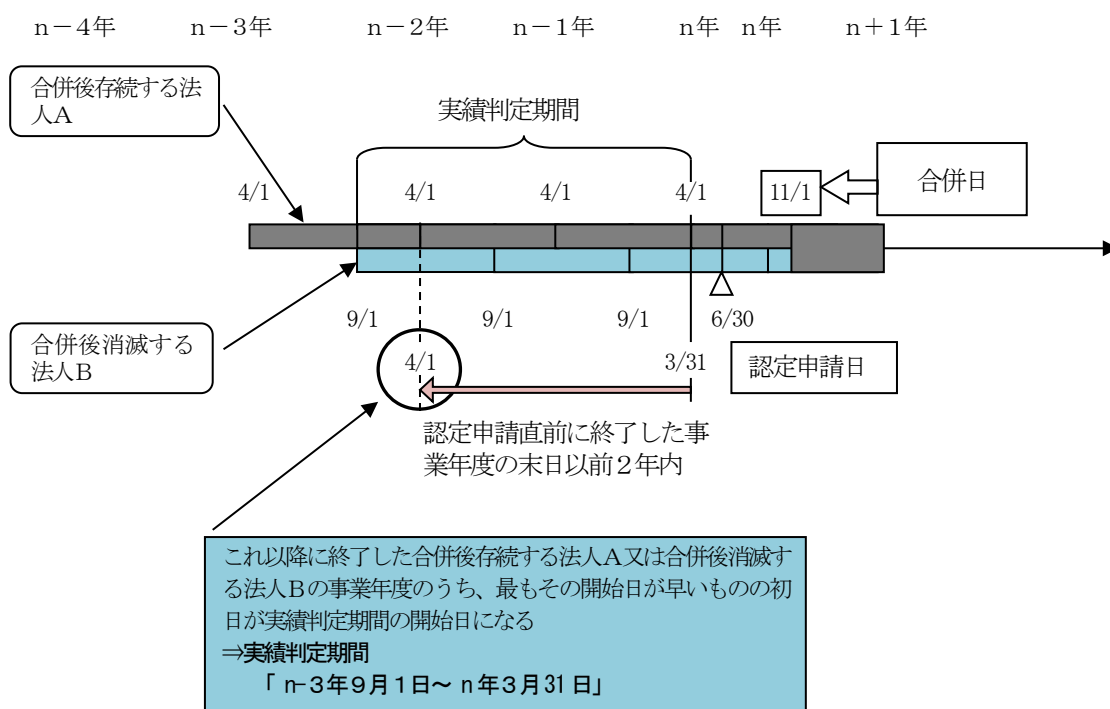 n－4年 n－3年 n－2年 n－1年 n年 n年 n＋1年
合併後存続する法
人A
実績判定期間
4/1 4/1 4/1 4/1 11/1
合併日
合併後消滅する
法人B
9/1 9/1 9/1 6/30
4/1 3/31
認定申請日
認定申請直前に終了した事
業年度の末日以前２年内
これ以降に終了した合併後存続する法人A又は合併後消滅す
る法人Bの事業年度のうち、最もその開始日が早いものの初
日が実績判定期間の開始日になる
⇒実績判定期間
「 n-3年９月１日～ n 年３月31 日」